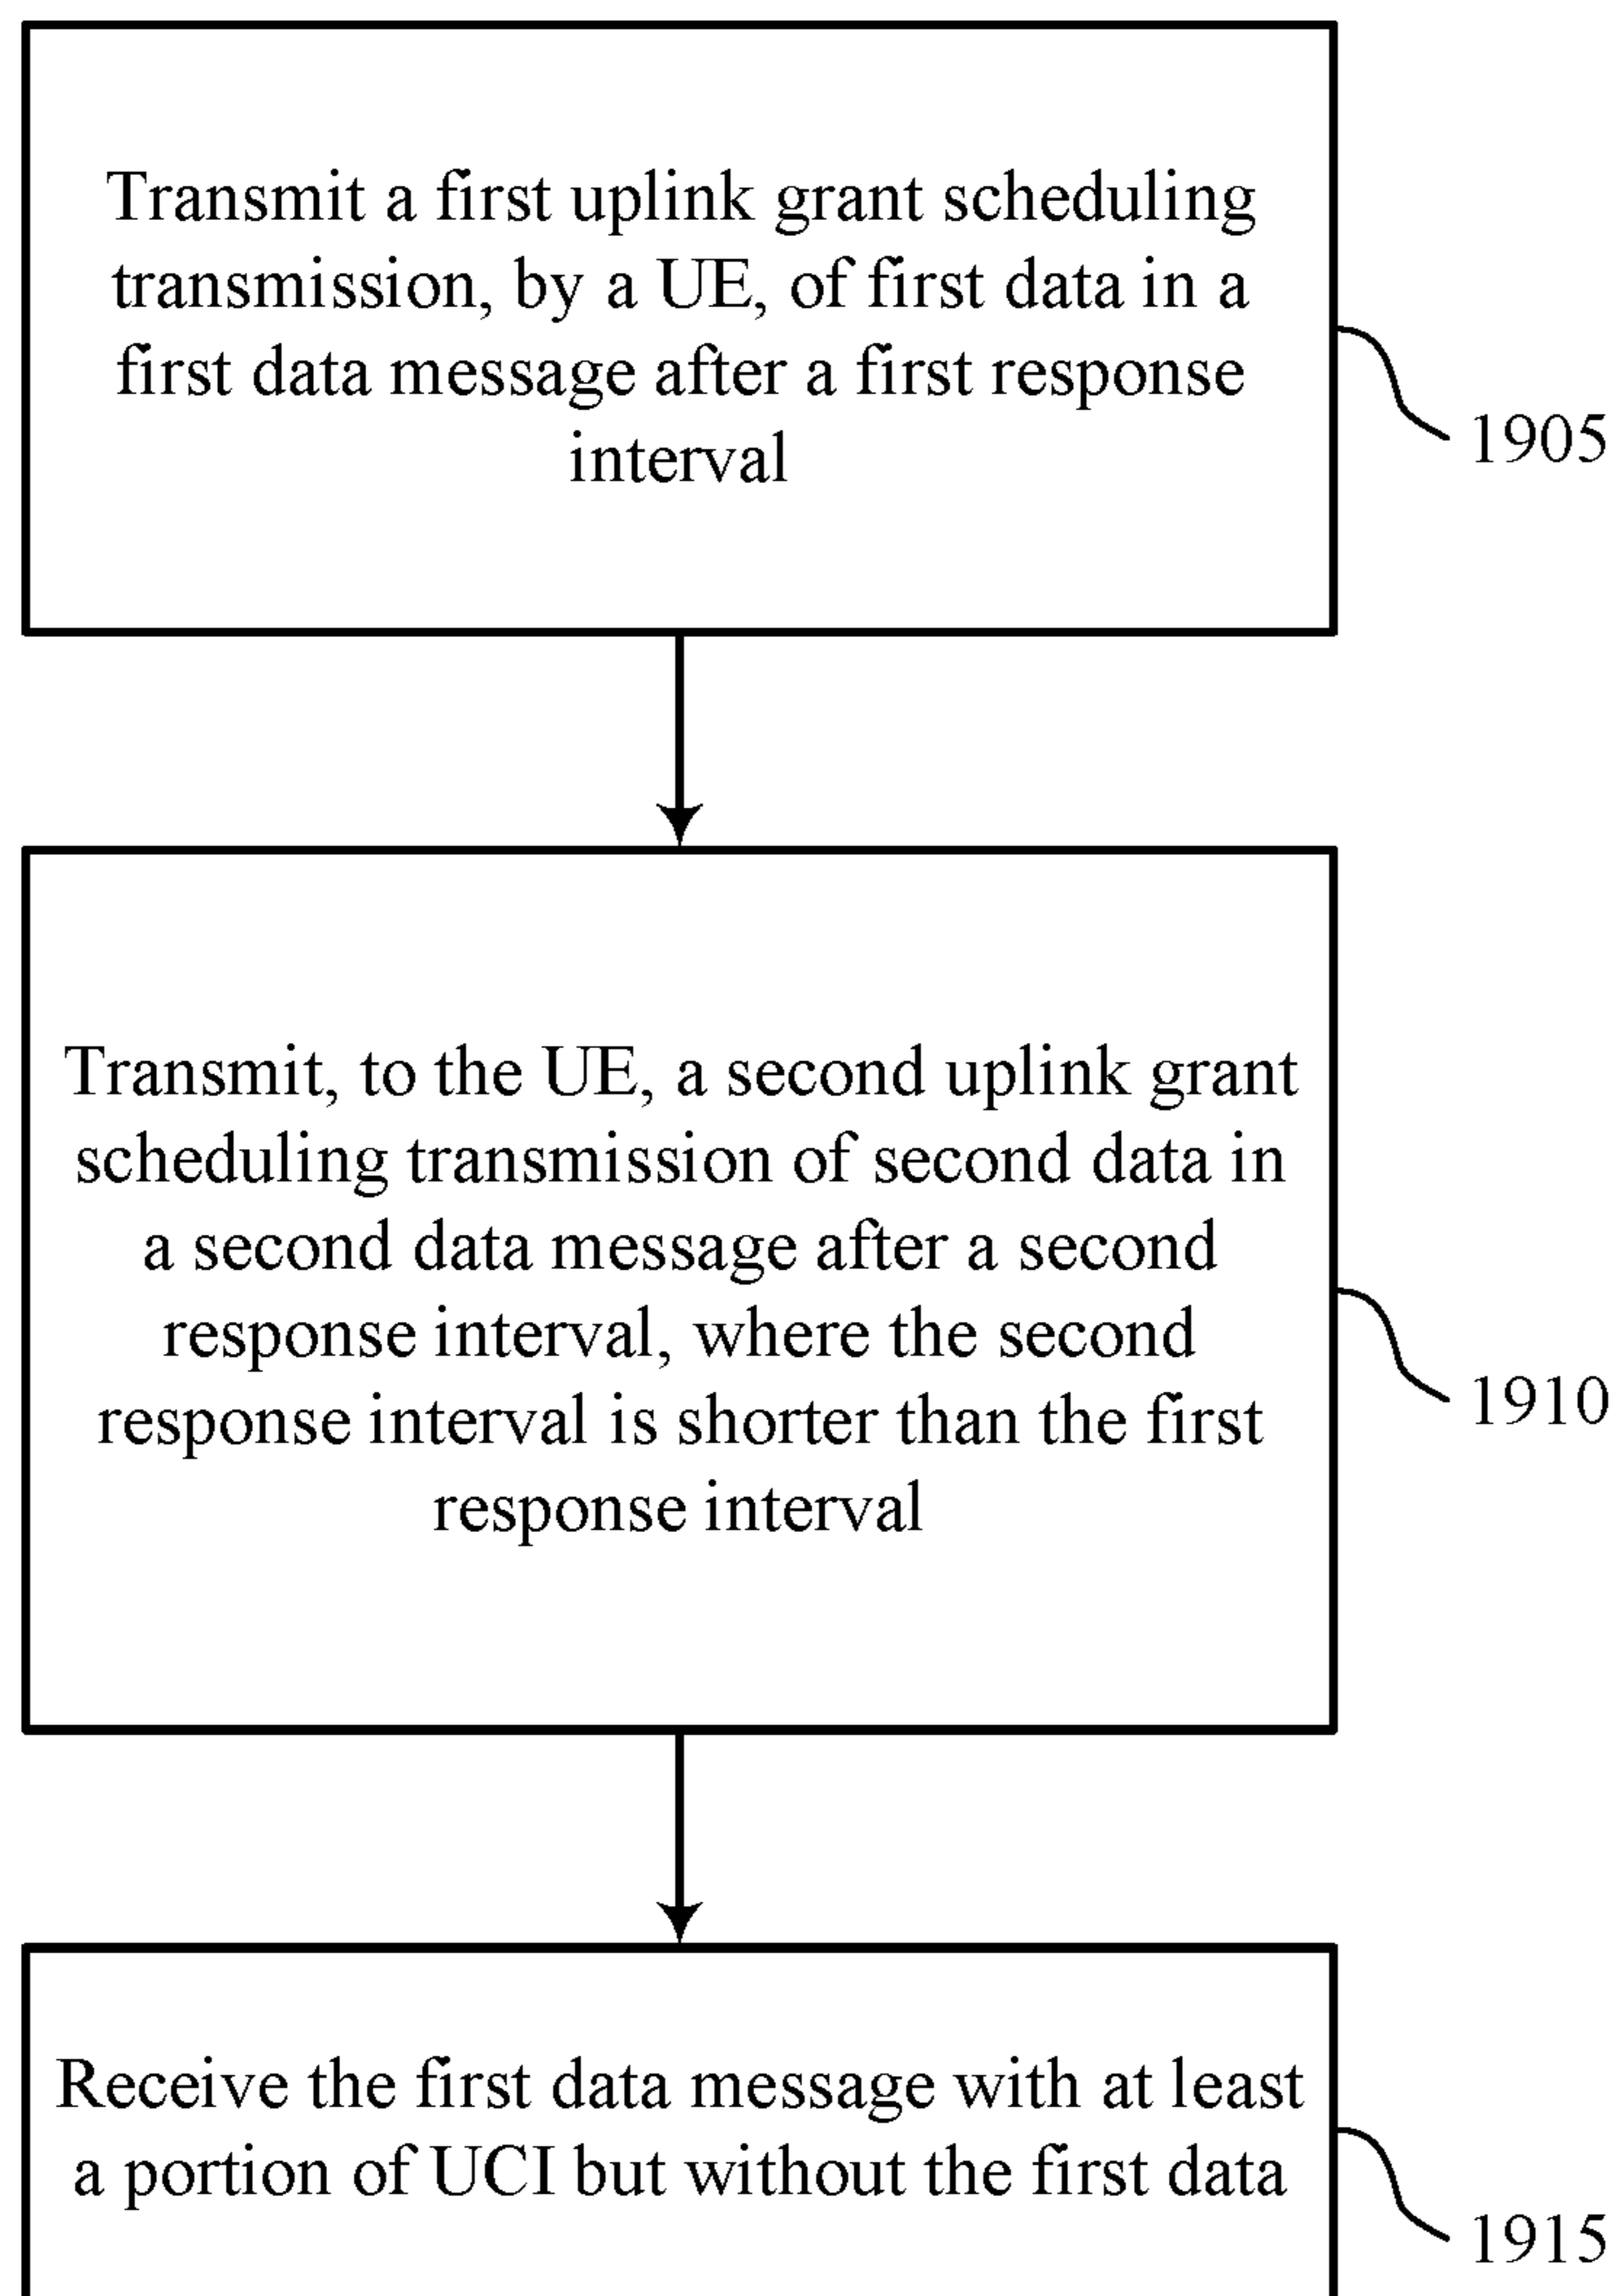 Transmit a first uplink grant scheduling
transmission, by a UE, of first data in a
first data message after a first response
interval
1905
Transmit, to the UE, a second uplink grant
scheduling transmission of second data in
a second data message after a second
response interval, where the second
response interval is shorter than the first
response interval
1910
Receive the first data message with at least
a portion of UCI but without the first data
1915